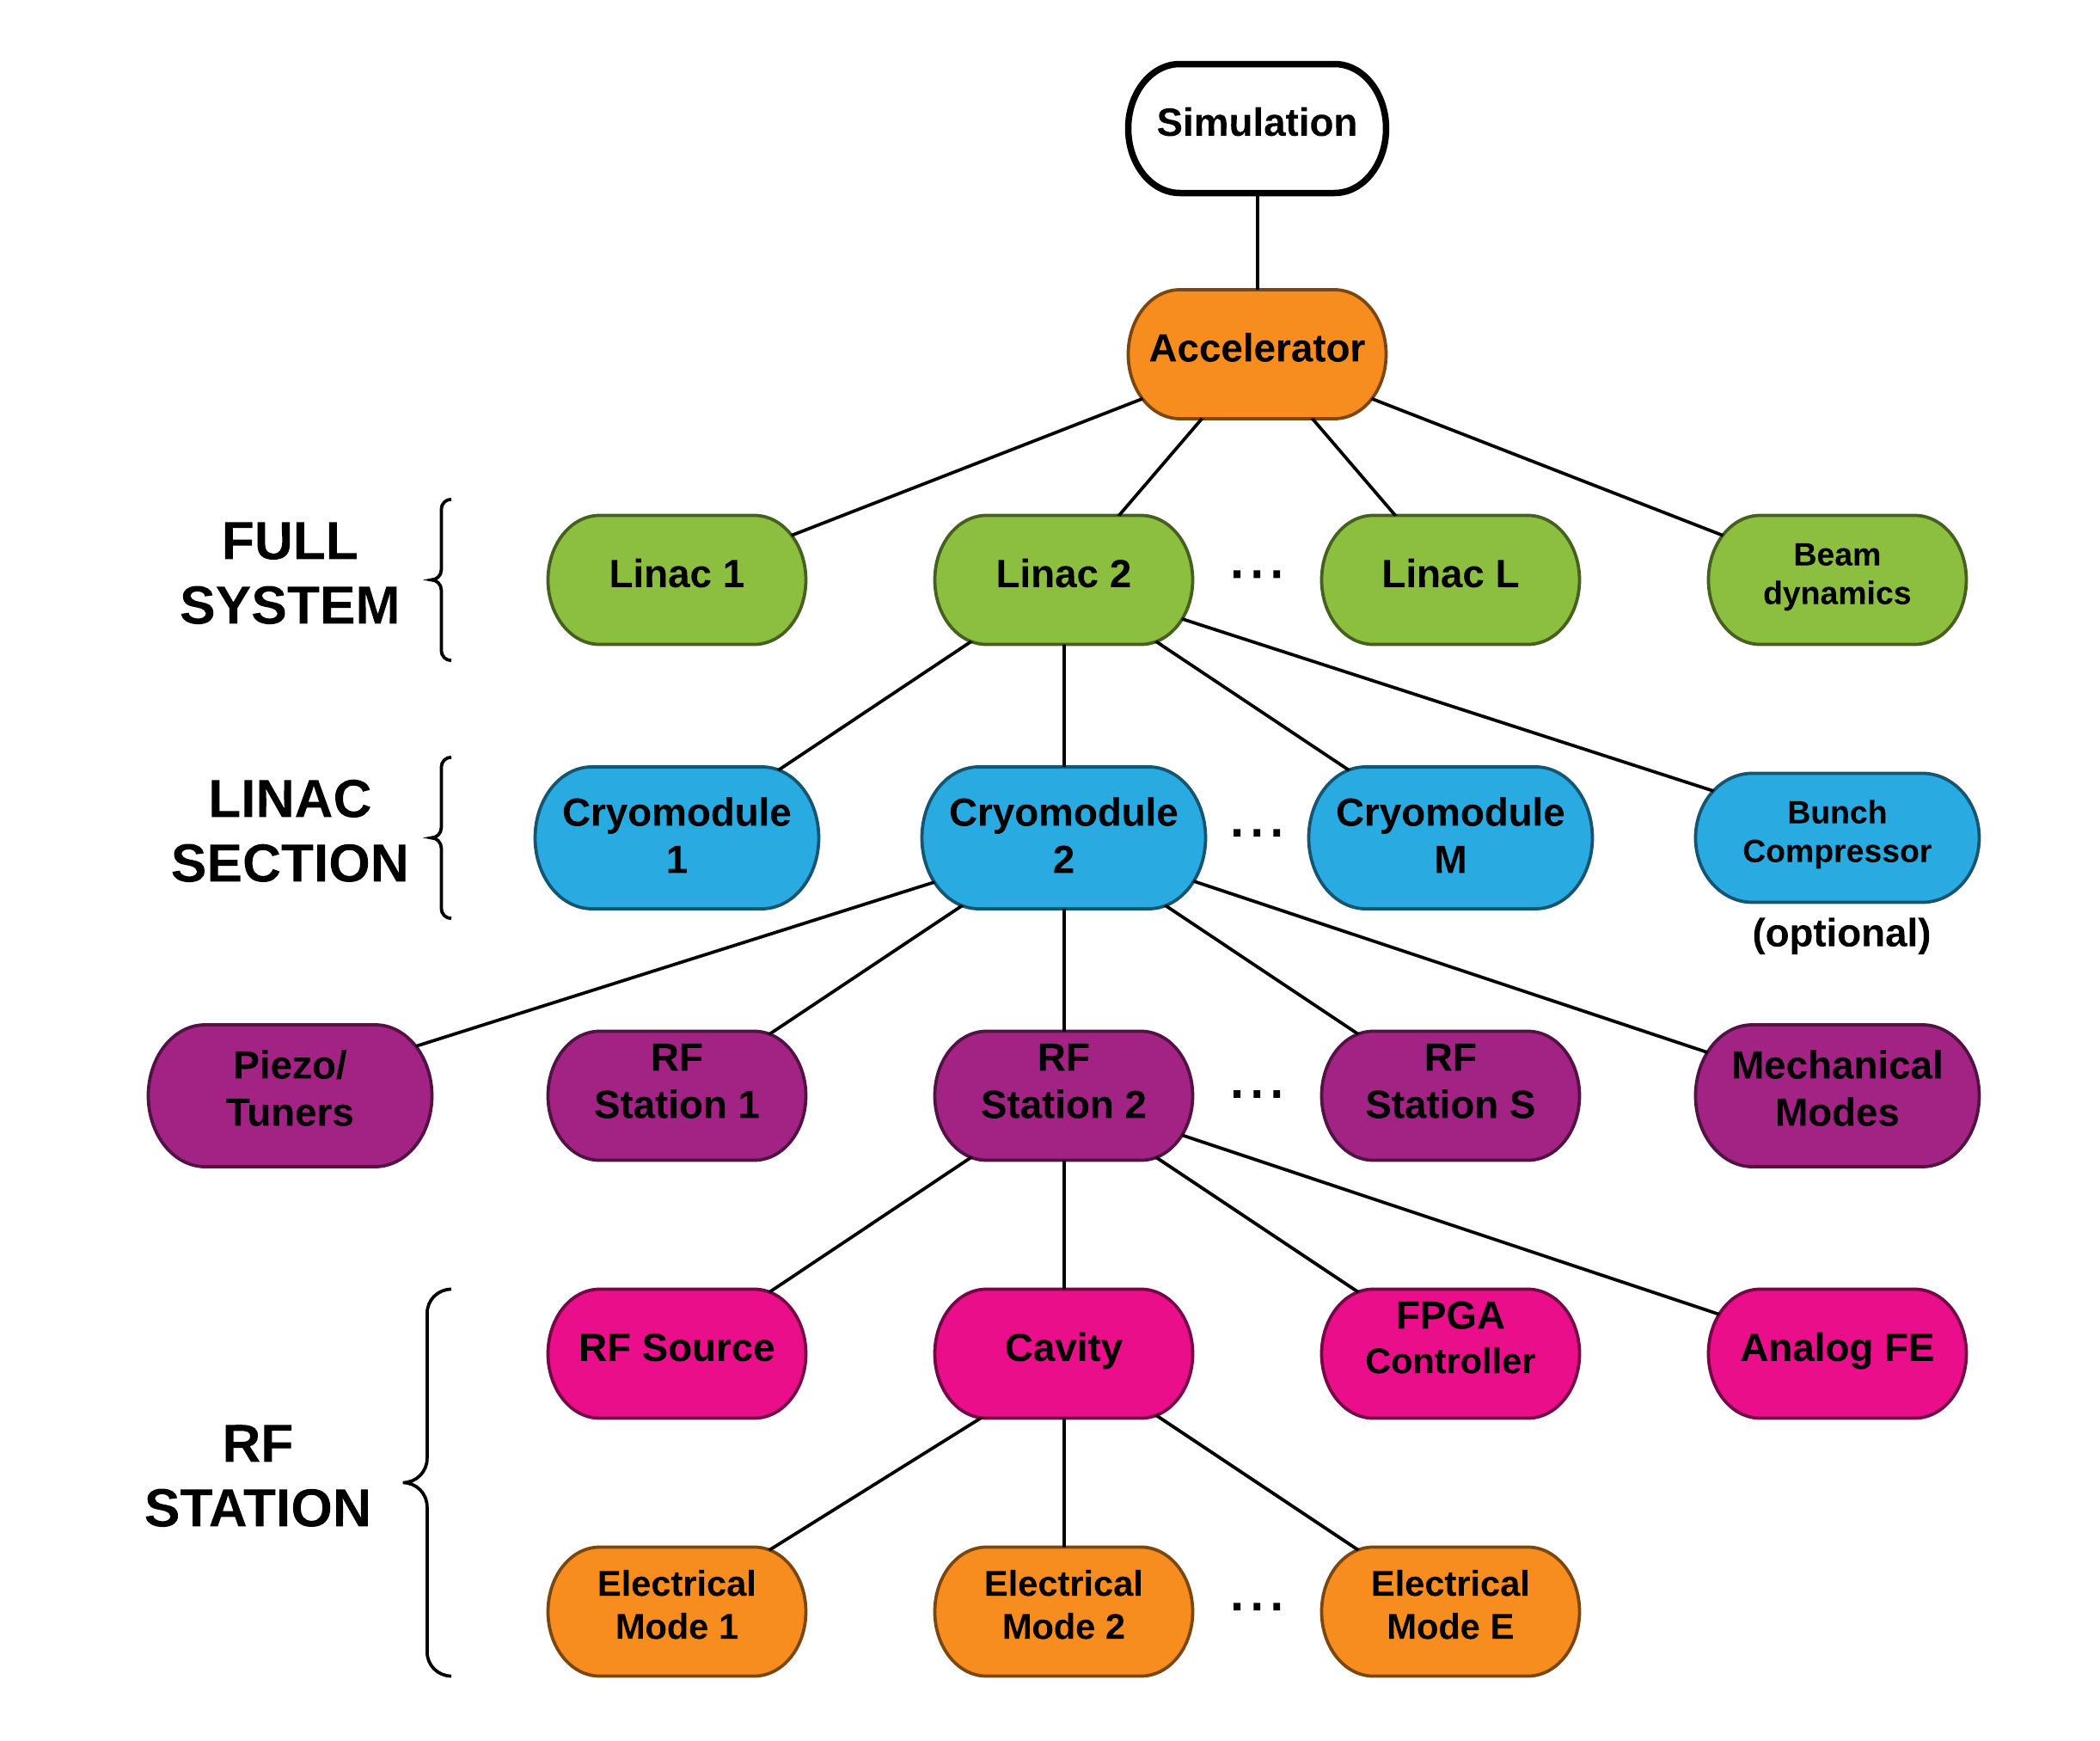 Simulation
Accelerator
FULL
SYSTEM
Linac 1
Linac 2
...
Linac L
Beam
dynamics
LINAC
SECTION
Cryomodule
1
Cryomodule
2
...
Cryomodule
M
Bunch
Compressor
(optional)
Piezo/
Tuners
RF
Station 1
RF
Station 2
...
RF
Station S
Mechanical
Modes
RF
STATION
RF Source
Cavity
FPGA
Controller
Analog FE
Electrical
Mode 1
Electrical
Mode 2
...
Electrical
Mode E